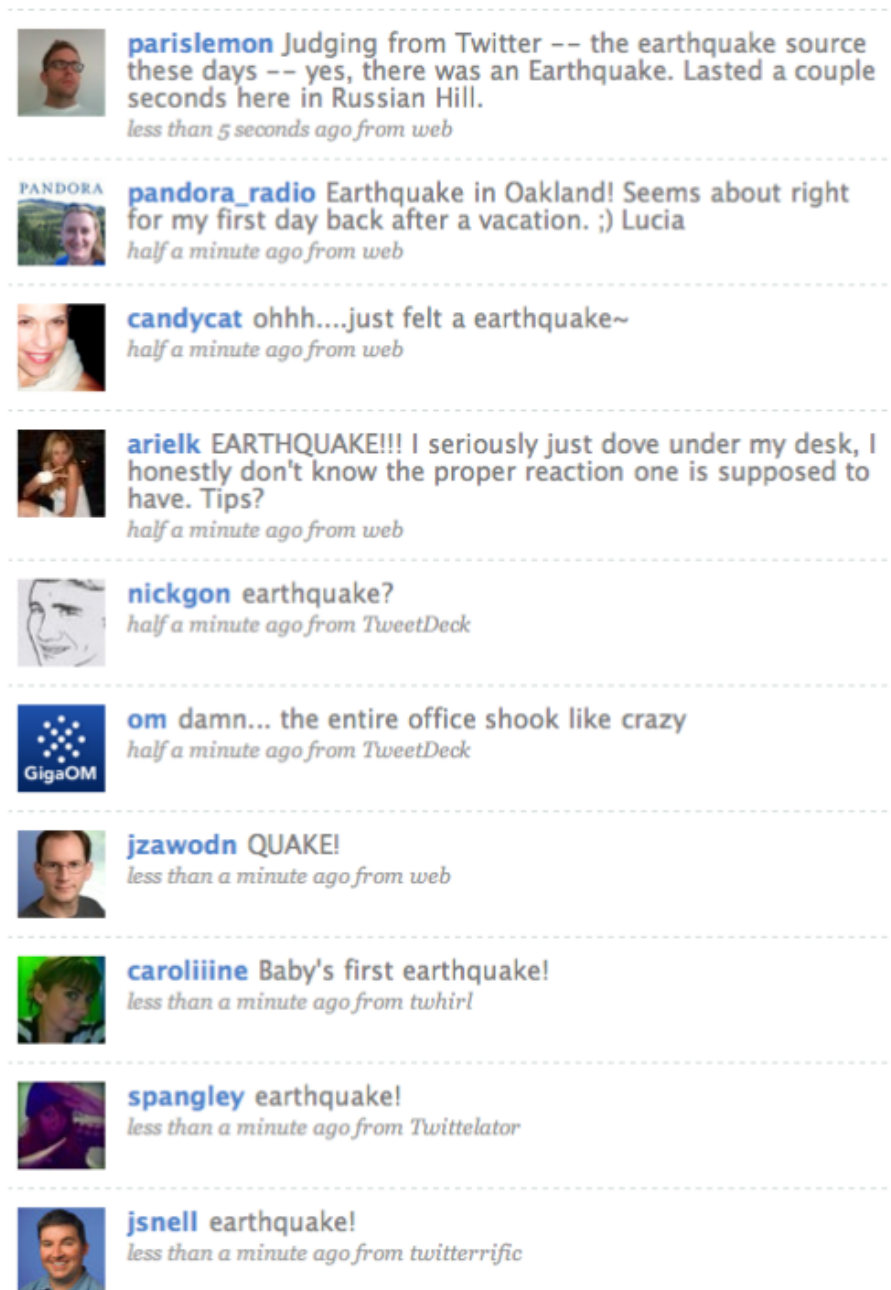 parislemon Judging from Twitter -- the earthquake source
these days -- yes, there was an Earthquake. Lasted a couple
seconds here in Russian Hill.
less than 5 seconds ago from web
PANDORA
pandora_radio Earthquake in Oakland! Seems about right
for my first day back after a vacation. ;) Lucia
half a minute ago from web
candycat ohhh....just felt a earthquake~
half a minute ago from web
arielk EARTHQUAKE!!! I seriously just dove under my desk, I
honestly don't know the proper reaction one is supposed to
have. Tips?
half a minute ago from web
nickgon earthquake?
half a minute ago from TweetDeck
om damn... the entire office shook like crazy
half a minute ago from TweetDeck
GigaOM
jzawodn QUAKE!
less than a minute ago from web
caroliiine Baby's first earthquake!
less than a minute ago from twhirl
spangley earthquake!
less than a minute ago from Twittelator
jsnell earthquake!
less than a minute ago from twitterrific